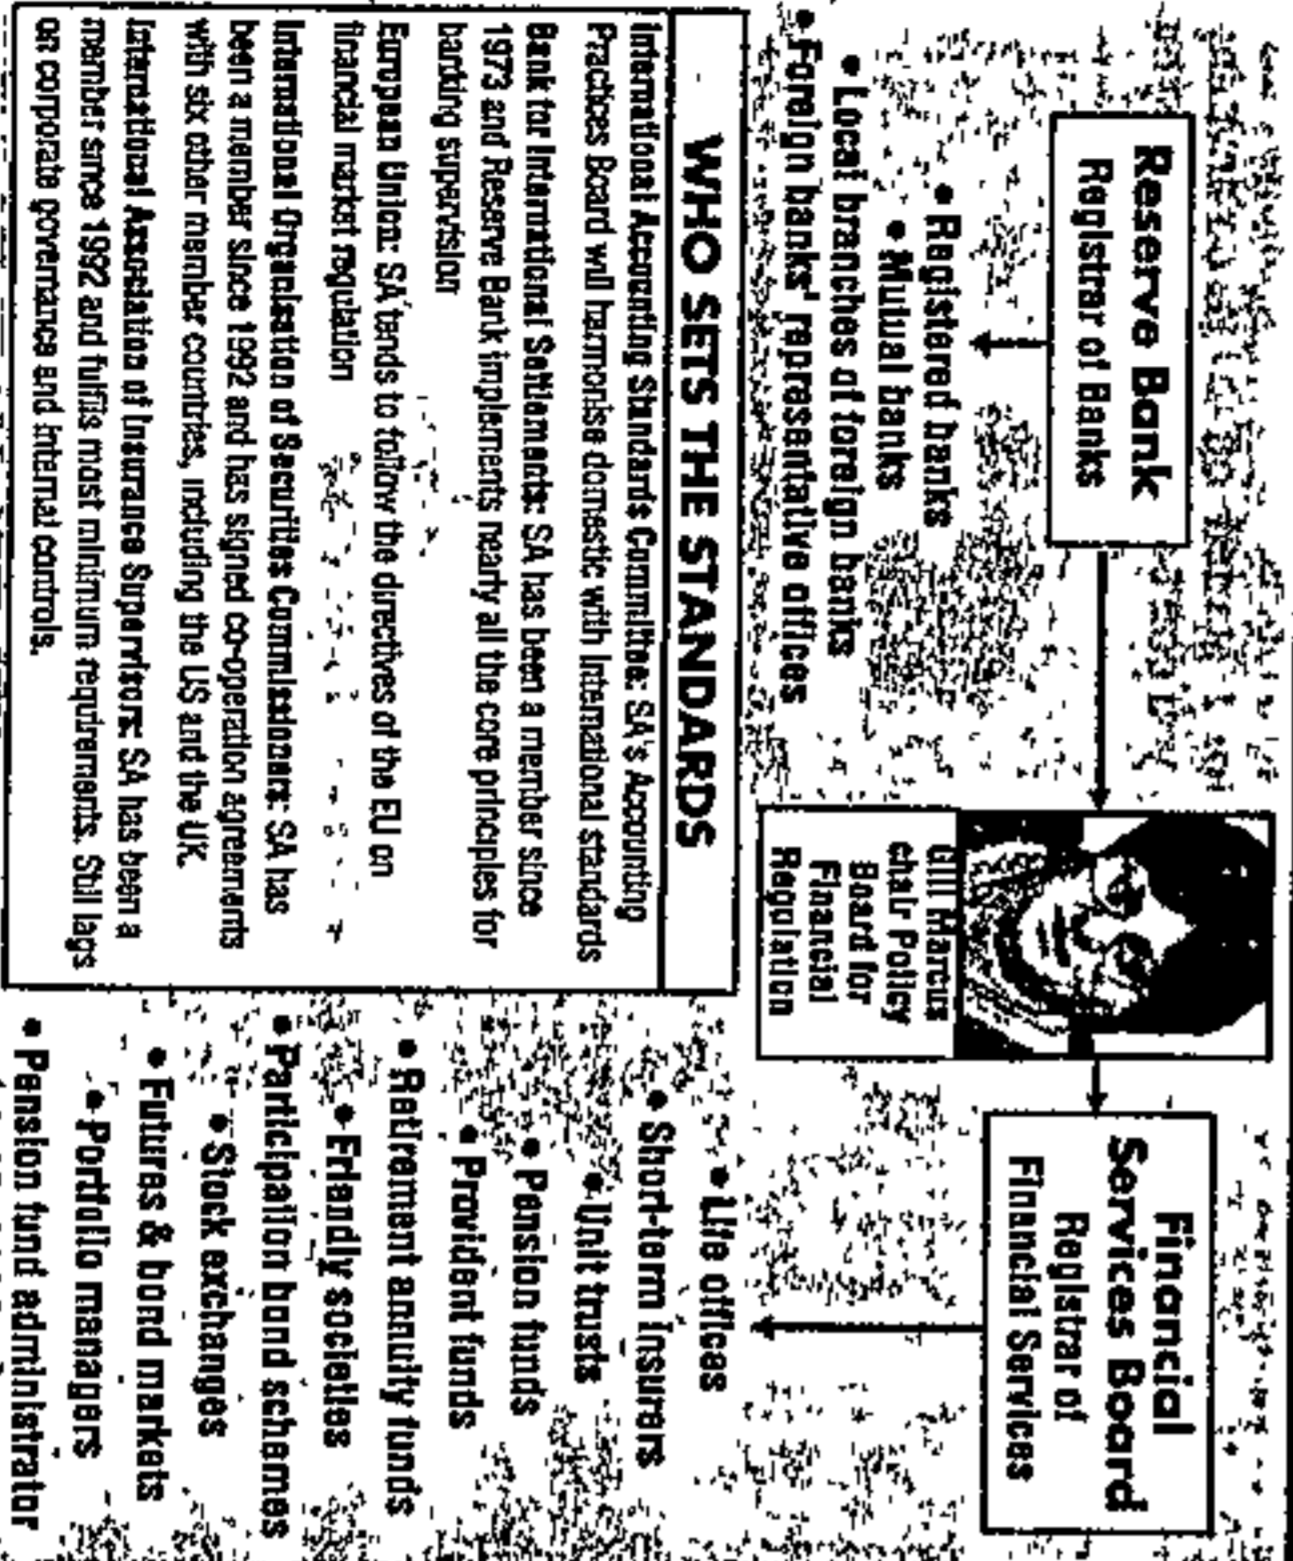 Reserve Bank
Registrar of Banks
• Registered banks
• Mutual banks
• Local branches of foreign banks
• Foreign banks' representative offices
Gill Marcus
chair Policy
Board for
Financial
Regulation
Financial
Services Board
Registrar of
Financial Services
• Life offices
• Short-term insurers
• Unit trusts
• Pension funds
• Provident funds
• Retirement annuity funds
• Friendly societies
• Participation bond schemes
• Stock exchanges
• Futures & bond markets
• Portfolio managers
• Pension fund administrator
WHO SETS THE STANDARDS
International Accounting Standards Committee: SA's Accounting
Practices Board will harmonise domestic with international standards
Bank for International Settlements: SA has been a member since
1973 and Reserve Bank implements nearly all the core principles for
banking supervision
European Union: SA tends to follow the directives of the EU on
financial market regulation
International Organisation of Securities Commissioners: SA has
been a member since 1992 and has signed co-operation agreements
with six other member countries, including the US and the UK.
International Association of Insurance Supervisors: SA has been a
member since 1992 and fulfils most minimum requirements. Still lags
on corporate governance and internal controls.